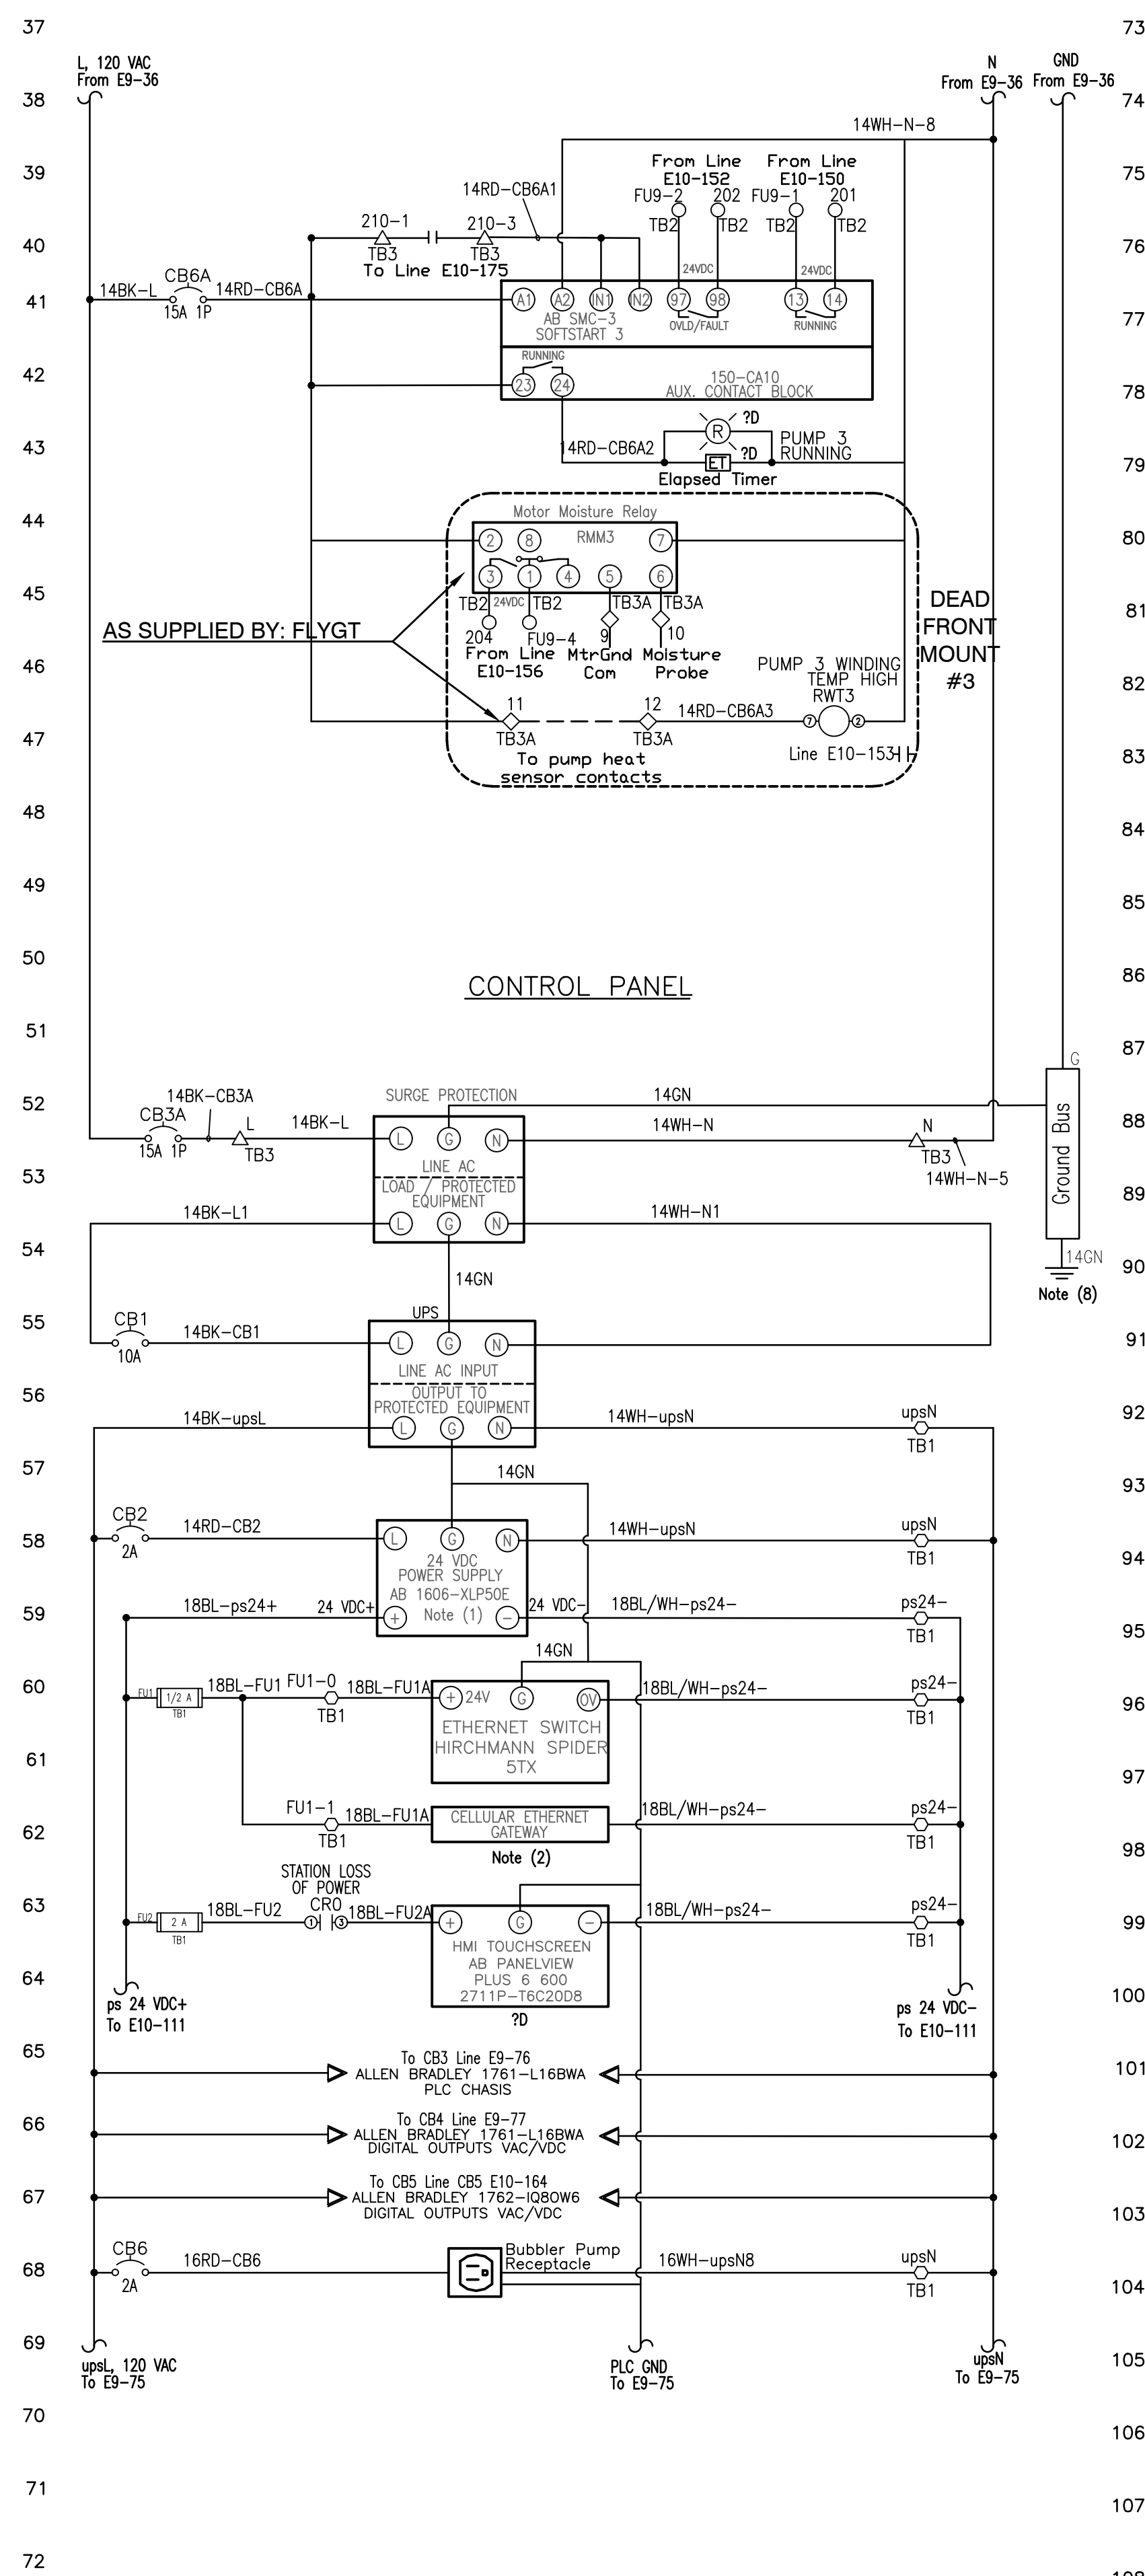 37
73
L, 120 VAC
From E9-36
N
From E9-36
GND
From E9-36
38
74
14WH-N-8
39
75
From Line
E10-152
From Line
E10-150
14RD-CB6A1
FU9-2
202
FU9-1
201
TB2
TB2
TB2
TB2
210-1
210-3
40
76
TB3
TB3
To Line E10-175
24VDC
24VDC
CB6A
14BK-L
14RD-CB6A
15A 1P
41
77
A1
A2
IN1
IN2
97
98
13
14
AB SMC-3
SOFTSTART 3
OVLD/FAULT
RUNNING
42
78
RUNNING
23
24
150-CA10
AUX. CONTACT BLOCK
43
79
14RD-CB6A2
R
?D
ET
?D
PUMP 3
RUNNING
Elapsed Timer
44
80
Motor Moisture Relay
RMM3
2
8
7
3
1
4
5
6
45
81
TB2
24VDC
TB2
TB3A
TB3A
204
FU9-4
9
10
From Line
E10-156
MtrGnd
Com
Moisture
Probe
AS SUPPLIED BY: FLYGT
DEAD
FRONT
MOUNT
#3
46
82
PUMP 3 WINDING
TEMP HIGH
RWT3
11
12
14RD-CB6A3
7
2
TB3A
TB3A
47
83
Line E10-153
To pump heat
sensor contacts
48
84
49
85
50
86
CONTROL PANEL
51
87
G
52
88
14BK-CB3A
CB3A
15A 1P
L
TB3
14BK-L
SURGE PROTECTION
14GN
14WH-N
N
TB3
14WH-N-5
Ground Bus
L
G
N
LINE AC
53
89
LOAD / PROTECTED
EQUIPMENT
14BK-L1
L
G
N
14WH-N1
54
90
14GN
14GN
Note (8)
55
91
UPS
CB1
10A
14BK-CB1
L
G
N
LINE AC INPUT
56
92
OUTPUT TO
PROTECTED EQUIPMENT
14BK-upsL
L
G
N
14WH-upsN
upsN
TB1
57
93
14GN
58
94
CB2
2A
14RD-CB2
L
G
N
14WH-upsN
upsN
TB1
24 VDC
POWER SUPPLY
AB 1606-XLP50E
Note (1)
59
95
18BL-ps24+
24 VDC+
+
-
24 VDC-
18BL/WH-ps24-
ps24-
TB1
14GN
60
96
FU1
1/2 A
TB1
18BL-FU1
FU1-0
TB1
18BL-FU1A
+
24V
G
0V
18BL/WH-ps24-
ps24-
TB1
ETHERNET SWITCH
HIRCHMANN SPIDER
5TX
61
97
FU1-1
TB1
18BL-FU1A
CELLULAR ETHERNET
GATEWAY
18BL/WH-ps24-
ps24-
TB1
62
98
Note (2)
STATION LOSS
OF POWER
CR0
63
99
FU2
2 A
TB1
18BL-FU2
1
3
18BL-FU2A
+
G
-
18BL/WH-ps24-
ps24-
TB1
HMI TOUCHSCREEN
AB PANELVIEW
PLUS 6 600
2711P-T6C20D8
?D
64
100
ps 24 VDC+
To E10-111
ps 24 VDC-
To E10-111
65
101
To CB3 Line E9-76
ALLEN BRADLEY 1761-L16BWA
PLC CHASIS
66
102
To CB4 Line E9-77
ALLEN BRADLEY 1761-L16BWA
DIGITAL OUTPUTS VAC/VDC
67
103
To CB5 Line CB5 E10-164
ALLEN BRADLEY 1762-IQ8OW6
DIGITAL OUTPUTS VAC/VDC
68
104
CB6
2A
16RD-CB6
Bubbler Pump
Receptacle
16WH-upsN8
upsN
TB1
69
105
upsL, 120 VAC
To E9-75
PLC GND
To E9-75
upsN
To E9-75
70
106
71
107
72